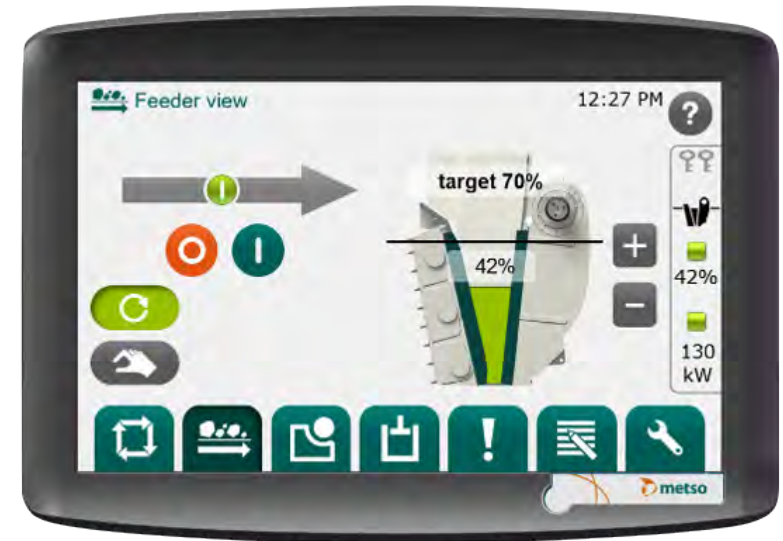 Feeder view
12:27 PM
?
target 70%
42%
+
42%
−
130
kW
!
metso